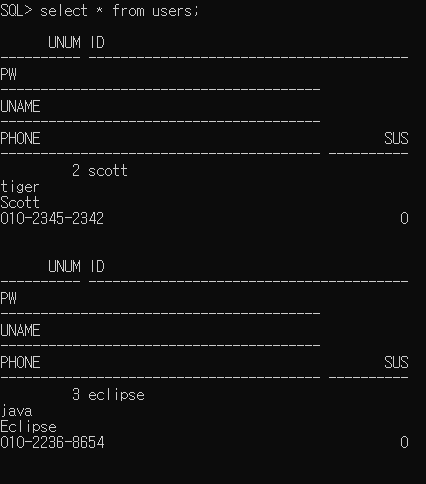 SQL> select * from users;
UNUM ID
---------- ----------------------------------------
PW
----------------------------------------
UNAME
----------------------------------------
PHONE SUS
---------------------------------------- ----------
2 scott
tiger
Scott
010-2345-2342 0
UNUM ID
---------- ----------------------------------------
PW
----------------------------------------
UNAME
----------------------------------------
PHONE SUS
---------------------------------------- ----------
3 eclipse
java
Eclipse
010-2236-8654 0